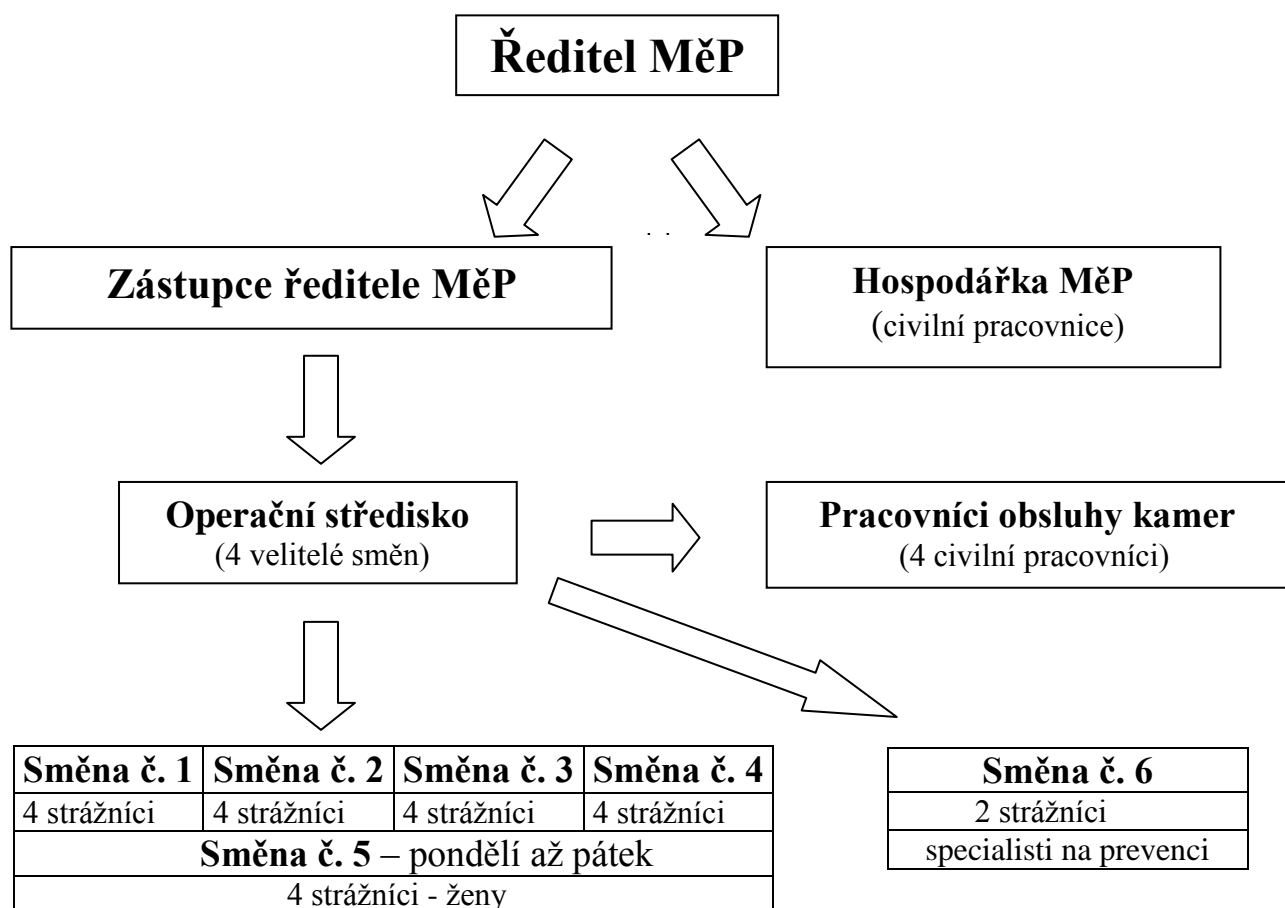 Ředitel MěP
Zástupce ředitele MěP
Hospodářka MěP
(civilní pracovnice)
Operační středisko
(4 velitelé směn)
Pracovníci obsluhy kamer
(4 civilní pracovníci)
Směna č. 1 Směna č. 2 Směna č. 3 Směna č. 4
4 strážníci 4 strážníci 4 strážníci 4 strážníci
Směna č. 5 – pondělí až pátek
4 strážníci - ženy
Směna č. 6
2 strážníci
specialisti na prevenci